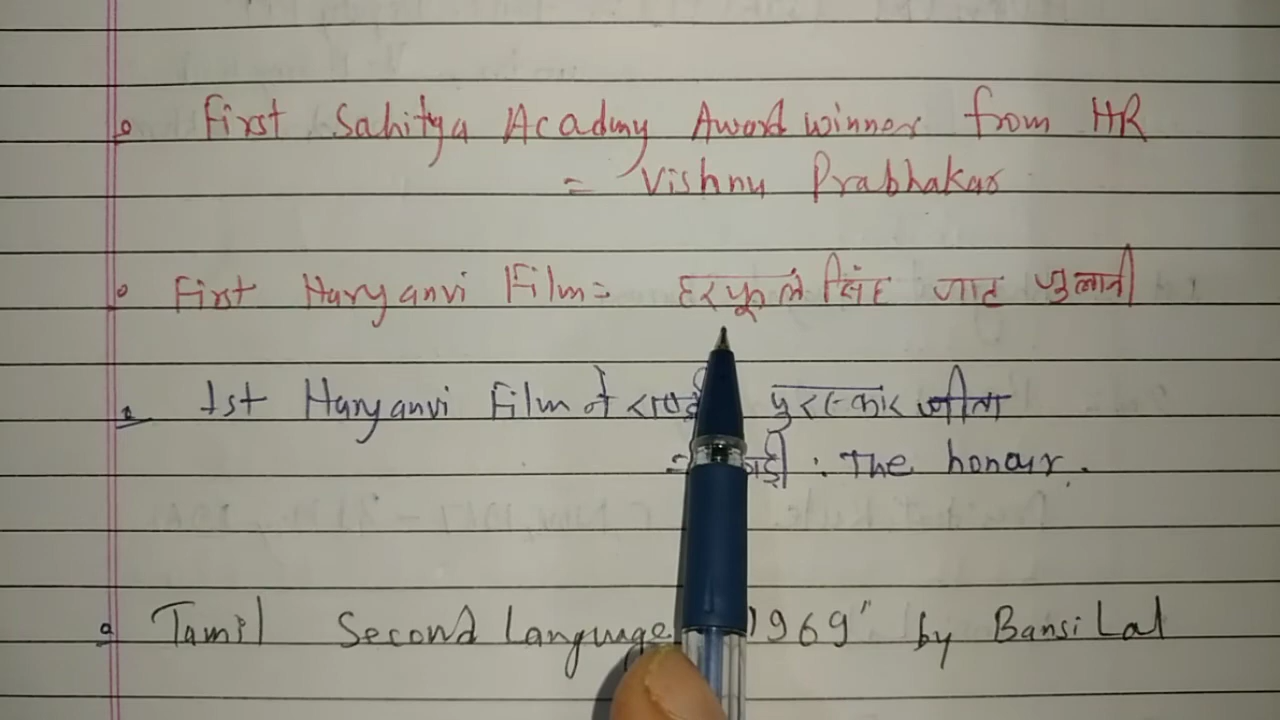 First Sahitya Acadmy Award winner from HR
= Vishnu Prabhakar
First Haryanvi Film = हरफूल सिंह जाट जुलानी
1st Haryanvi Film ने पुरस्कार जीता
: The honour.
Tamil Second Language 1969" by Bansi Lal